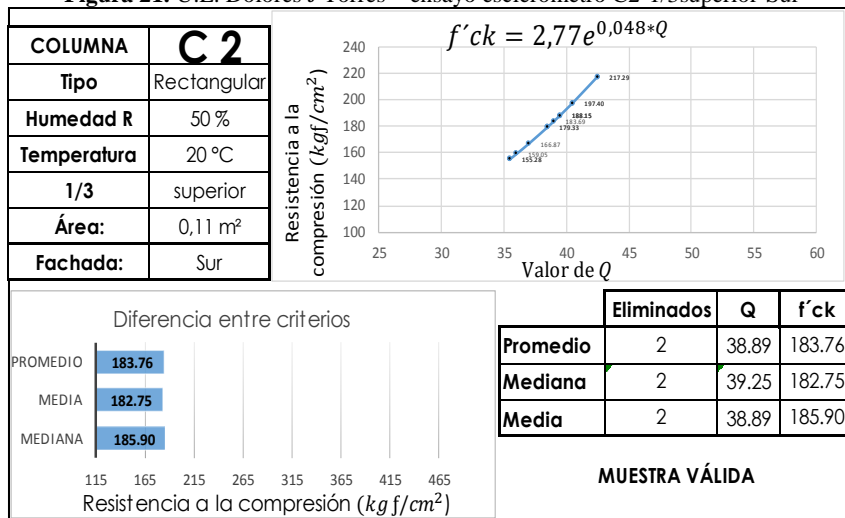 Figura 21. U.E. Dolores J Torres – ensayo esclerómetro C2-1/3superior Sur
COLUMNA C 2
Tipo Rectangular
Humedad R 50 %
Temperatura 20 °C
1/3 superior
Área: 0,11 m²
Fachada: Sur
f´ck = 2,77e^{0,048*Q}
Resistencia a la compresión (kgf/cm²)
240
220
200
180
160
140
120
100
217.29
197.40
188.15
183.69
179.33
166.87
159.05
155.28
25 30 35 40 45 50 55 60
Valor de Q
Diferencia entre criterios
PROMEDIO 183.76
MEDIA 182.75
MEDIANA 185.90
115 165 215 265 315 365 415 465
Resistencia a la compresión (kg f/cm²)
Eliminados Q f´ck
Promedio 2 38.89 183.76
Mediana 2 39.25 182.75
Media 2 38.89 185.90
MUESTRA VÁLIDA